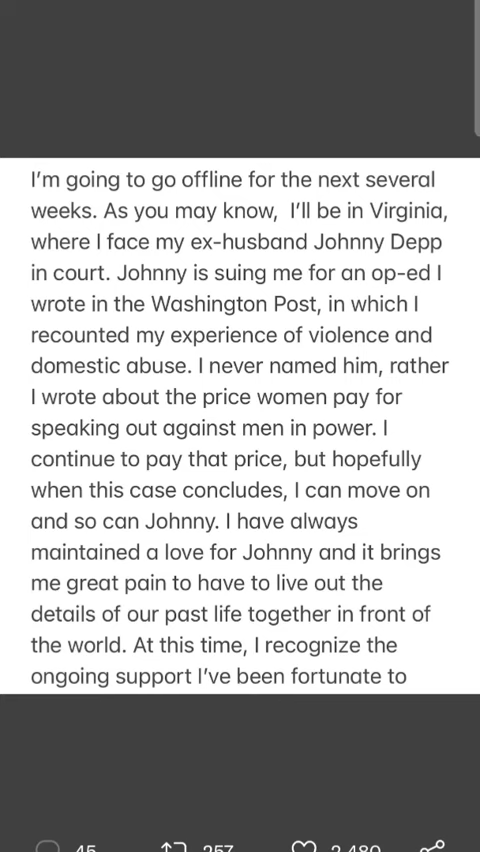 I'm going to go offline for the next several
weeks. As you may know,  I'll be in Virginia,
where I face my ex-husband Johnny Depp
in court. Johnny is suing me for an op-ed I
wrote in the Washington Post, in which I
recounted my experience of violence and
domestic abuse. I never named him, rather
I wrote about the price women pay for
speaking out against men in power. I
continue to pay that price, but hopefully
when this case concludes, I can move on
and so can Johnny. I have always
maintained a love for Johnny and it brings
me great pain to have to live out the
details of our past life together in front of
the world. At this time, I recognize the
ongoing support I've been fortunate to
45 257 2,480